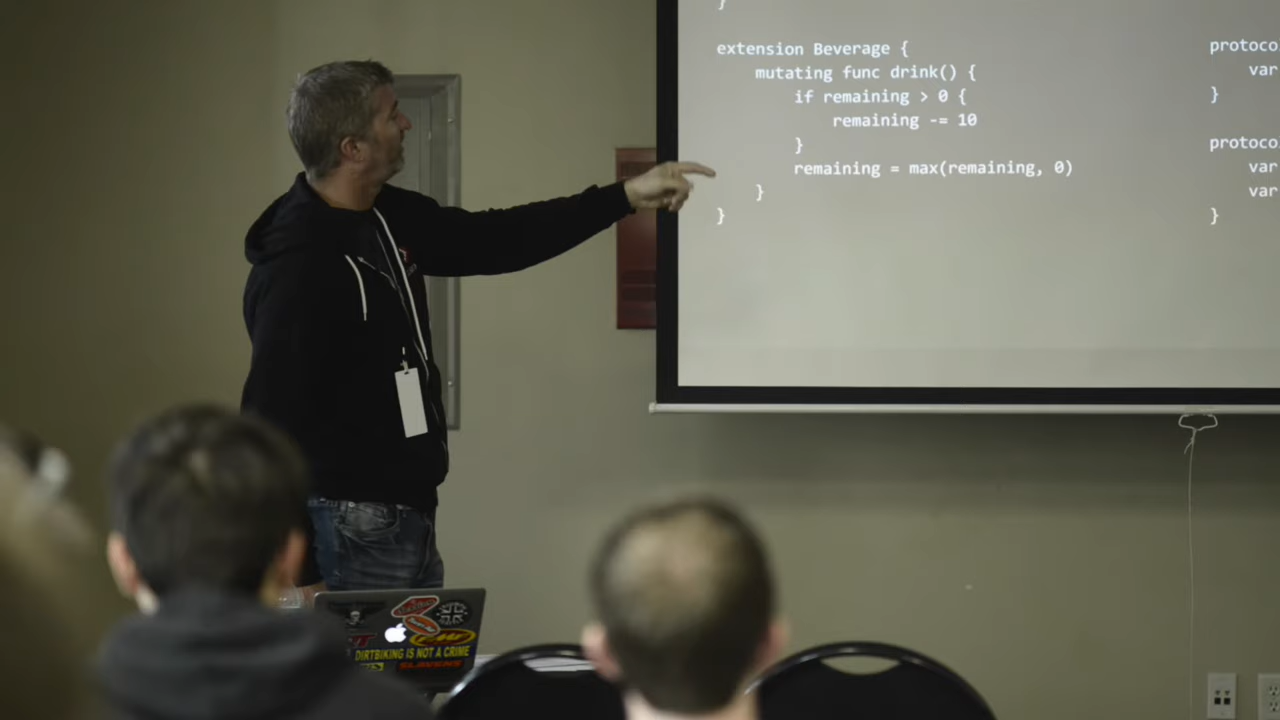 }
extension Beverage {
mutating func drink() {
if remaining > 0 {
remaining -= 10
}
remaining = max(remaining, 0)
}
}
protoco
var
}
protoco
var
var
}
DIRTBIKING IS NOT A CRIME